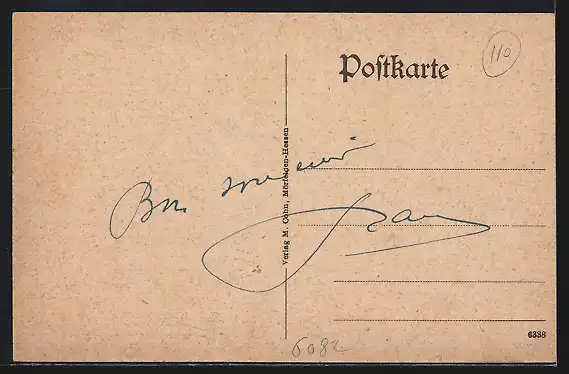 Poſtkarte
110
Bon souvenir
Verlag M. Cohn, Mörfelden-Hessen
6338
6082